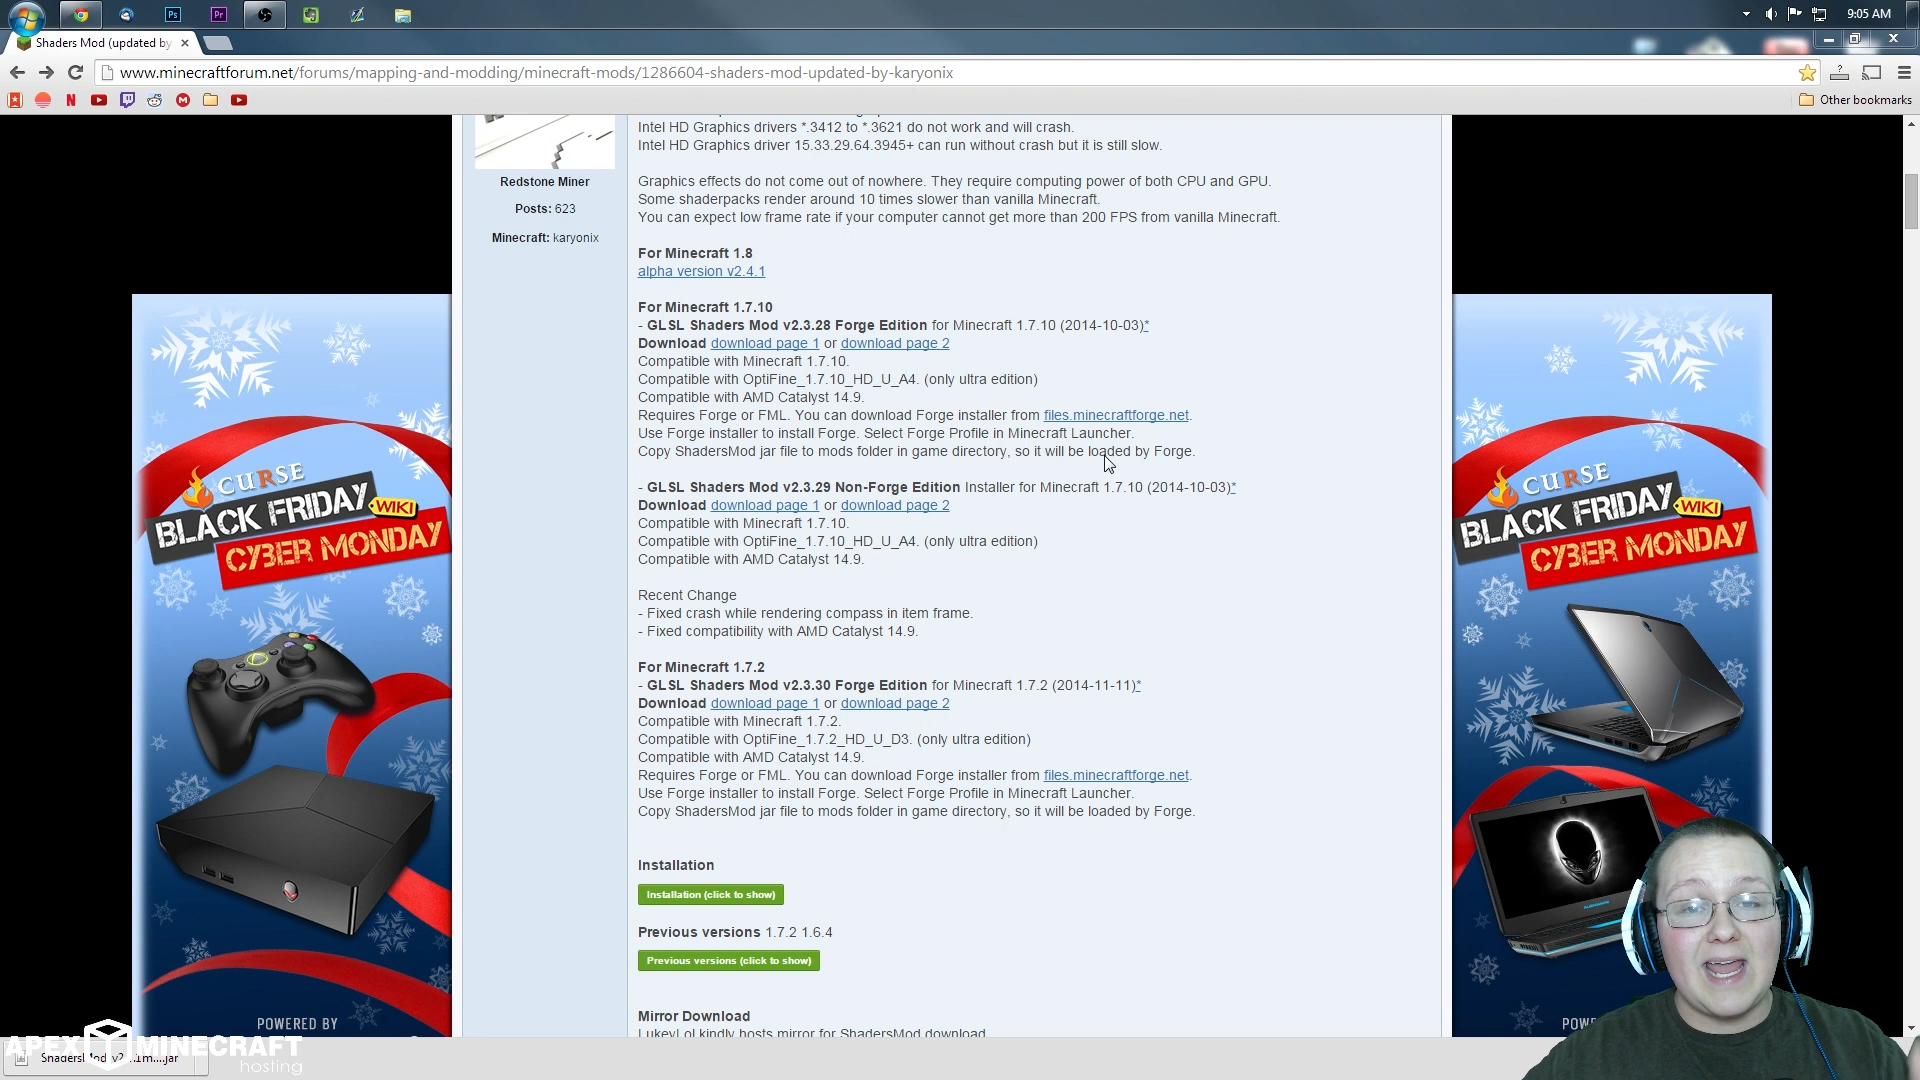 Ps
Pr
9:05 AM
Shaders Mod (updated by
www.minecraftforum.net/forums/mapping-and-modding/minecraft-mods/1286604-shaders-mod-updated-by-karyonix
Other bookmarks
Intel HD Graphics drivers *.3412 to *.3621 do not work and will crash.
Intel HD Graphics driver 15.33.29.64.3945+ can run without crash but it is still slow.
Redstone Miner
Posts: 623
Minecraft: karyonix
Graphics effects do not come out of nowhere. They require computing power of both CPU and GPU.
Some shaderpacks render around 10 times slower than vanilla Minecraft.
You can expect low frame rate if your computer cannot get more than 200 FPS from vanilla Minecraft.
For Minecraft 1.8
alpha version v2.4.1
For Minecraft 1.7.10
- GLSL Shaders Mod v2.3.28 Forge Edition for Minecraft 1.7.10 (2014-10-03)*
Download download page 1 or download page 2
Compatible with Minecraft 1.7.10.
Compatible with OptiFine_1.7.10_HD_U_A4. (only ultra edition)
Compatible with AMD Catalyst 14.9.
Requires Forge or FML. You can download Forge installer from files.minecraftforge.net.
Use Forge installer to install Forge. Select Forge Profile in Minecraft Launcher.
Copy ShadersMod jar file to mods folder in game directory, so it will be loaded by Forge.
- GLSL Shaders Mod v2.3.29 Non-Forge Edition Installer for Minecraft 1.7.10 (2014-10-03)*
Download download page 1 or download page 2
Compatible with Minecraft 1.7.10.
Compatible with OptiFine_1.7.10_HD_U_A4. (only ultra edition)
Compatible with AMD Catalyst 14.9.
Recent Change
- Fixed crash while rendering compass in item frame.
- Fixed compatibility with AMD Catalyst 14.9.
For Minecraft 1.7.2
- GLSL Shaders Mod v2.3.30 Forge Edition for Minecraft 1.7.2 (2014-11-11)*
Download download page 1 or download page 2
Compatible with Minecraft 1.7.2.
Compatible with OptiFine_1.7.2_HD_U_D3. (only ultra edition)
Compatible with AMD Catalyst 14.9.
Requires Forge or FML. You can download Forge installer from files.minecraftforge.net.
Use Forge installer to install Forge. Select Forge Profile in Minecraft Launcher.
Copy ShadersMod jar file to mods folder in game directory, so it will be loaded by Forge.
Installation
Installation (click to show)
Previous versions 1.7.2 1.6.4
Previous versions (click to show)
Mirror Download
LukeyLol kindly hosts mirror for ShadersMod download
CURSE
BLACK FRIDAY
WIKI
CYBER MONDAY
POWERED BY
CURSE
BLACK FRIDAY
WIKI
CYBER MONDAY
APEX MINECRAFT
hosting